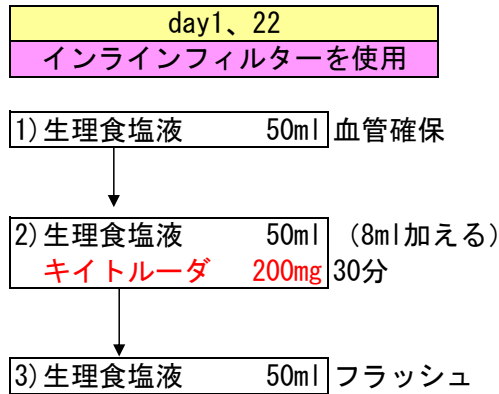 day1、22
インラインフィルターを使用
1)生理食塩液 50ml 血管確保
2)生理食塩液 50ml (8ml加える)
キイトルーダ 200mg 30分
3)生理食塩液 50ml フラッシュ